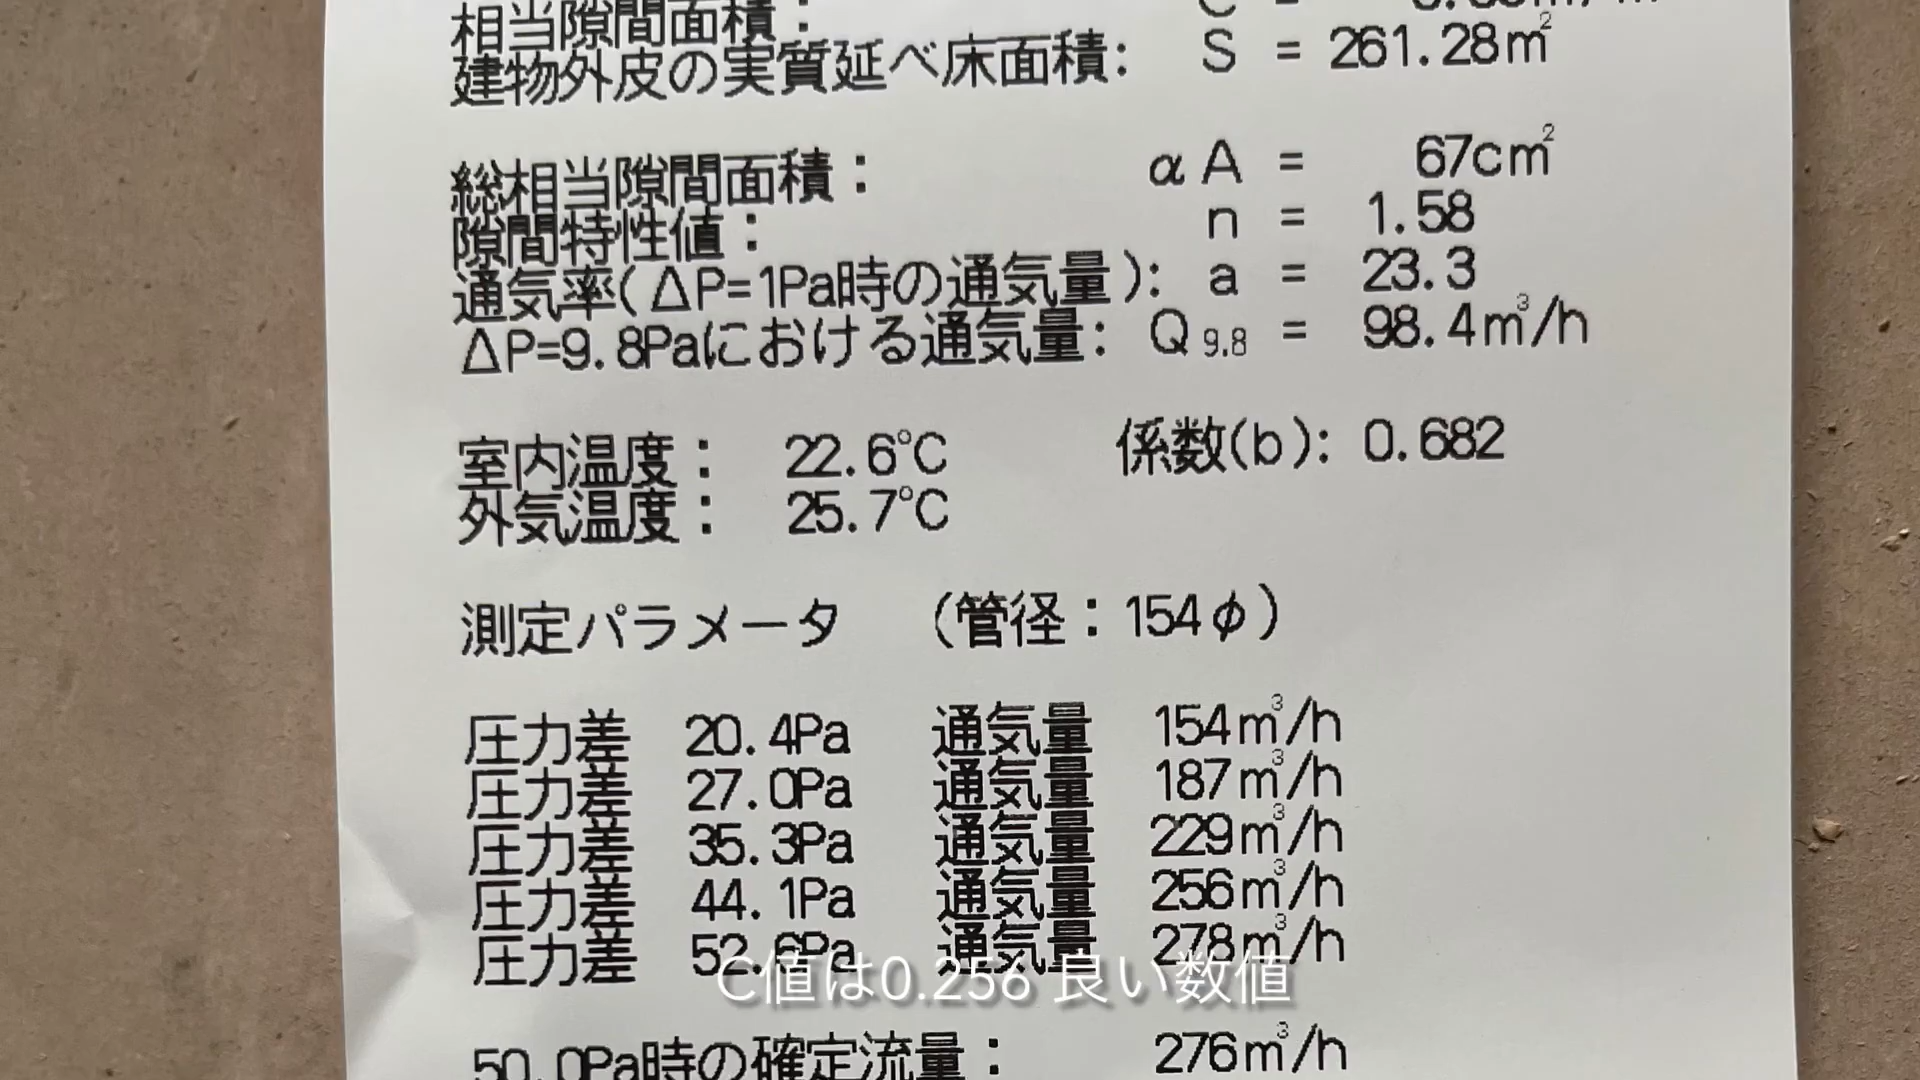 相当隙間面積: C =
建物外皮の実質延べ床面積: S = 261.28m²
総相当隙間面積: αA = 67cm²
隙間特性値: n = 1.58
通気率(ΔP=1Pa時の通気量): a = 23.3
ΔP=9.8Paにおける通気量: Q9.8 = 98.4m³/h
室内温度: 22.6°C 係数(b): 0.682
外気温度: 25.7°C
測定パラメータ (管径:154φ)
圧力差 20.4Pa 通気量 154m³/h
圧力差 27.0Pa 通気量 187m³/h
圧力差 35.3Pa 通気量 229m³/h
圧力差 44.1Pa 通気量 256m³/h
圧力差 52.6Pa 通気量 278m³/h
C値は0.256 良い数値
50.0Pa時の確定流量: 276m³/h